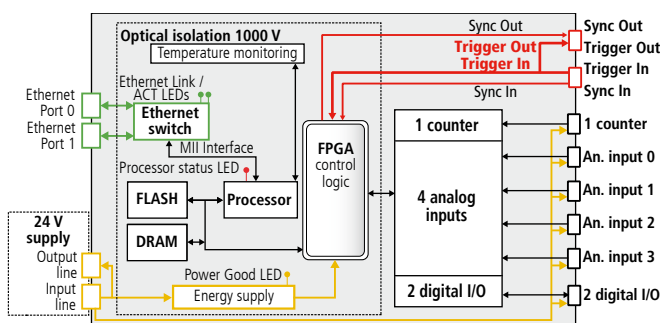 Sync Out
Sync Out
Optical isolation 1000 V
Temperature monitoring
Trigger Out
Trigger Out
Trigger In
Trigger In
Sync In
Sync In
Ethernet Link /
ACT LEDs
Ethernet
Port 0
Ethernet
Port 1
Ethernet
switch
MII Interface
Processor status LED
FLASH
Processor
DRAM
FPGA
control
logic
1 counter
4 analog
inputs
2 digital I/O
1 counter
An. input 0
An. input 1
An. input 2
An. input 3
2 digital I/O
24 V
supply
Output
line
Input
line
Power Good LED
Energy supply